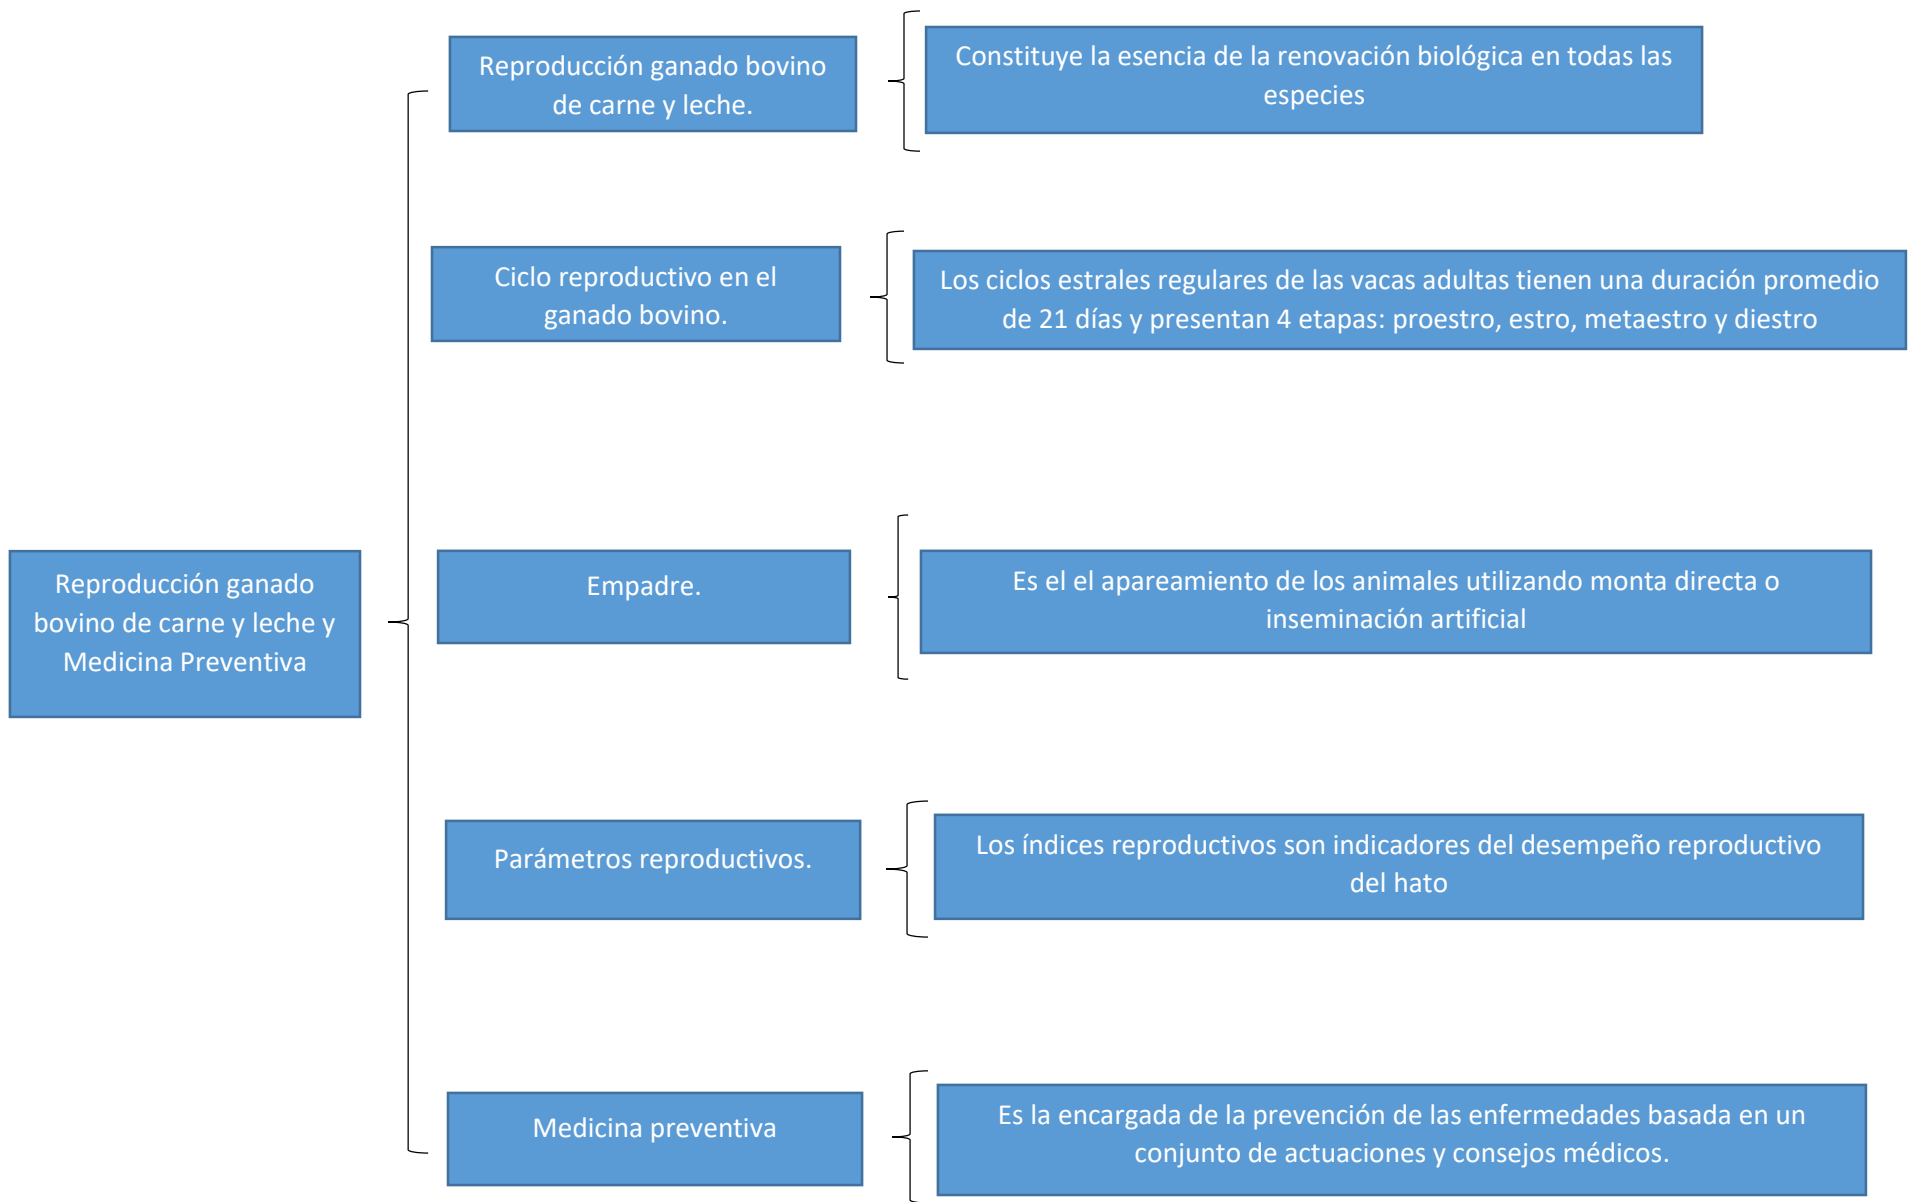 Reproducción ganado
bovino de carne y leche y
Medicina Preventiva
Reproducción ganado bovino
de carne y leche.
Constituye la esencia de la renovación biológica en todas las
especies
Ciclo reproductivo en el
ganado bovino.
Los ciclos estrales regulares de las vacas adultas tienen una duración promedio
de 21 días y presentan 4 etapas: proestro, estro, metaestro y diestro
Empadre.
Es el el apareamiento de los animales utilizando monta directa o
inseminación artificial
Parámetros reproductivos.
Los índices reproductivos son indicadores del desempeño reproductivo
del hato
Medicina preventiva
Es la encargada de la prevención de las enfermedades basada en un
conjunto de actuaciones y consejos médicos.